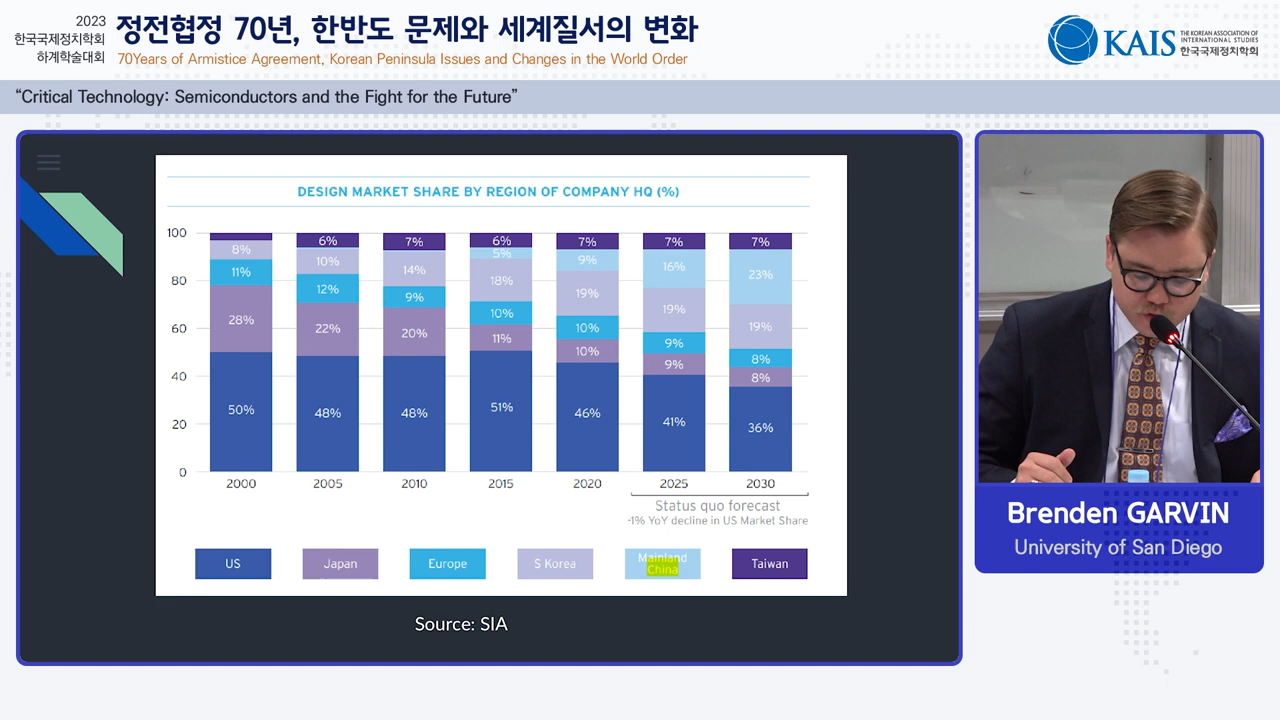 2023
한국국제정치학회
하계학술대회
정전협정 70년, 한반도 문제와 세계질서의 변화
70Years of Armistice Agreement, Korean Peninsula Issues and Changes in the World Order
KAIS
THE KOREAN ASSOCIATION OF
INTERNATIONAL STUDIES
한국국제정치학회
“Critical Technology: Semiconductors and the Fight for the Future”
DESIGN MARKET SHARE BY REGION OF COMPANY HQ (%)
100
80
60
40
20
0
8%
11%
28%
50%
6%
10%
12%
22%
48%
7%
14%
9%
20%
48%
6%
5%
18%
10%
11%
51%
7%
9%
19%
10%
10%
46%
7%
16%
19%
9%
9%
41%
7%
23%
19%
8%
8%
36%
2000 2005 2010 2015 2020 2025 2030
Status quo forecast
-1% YoY decline in US Market Share
US Japan Europe S Korea Mainland China Taiwan
Source: SIA
Brenden GARVIN
University of San Diego